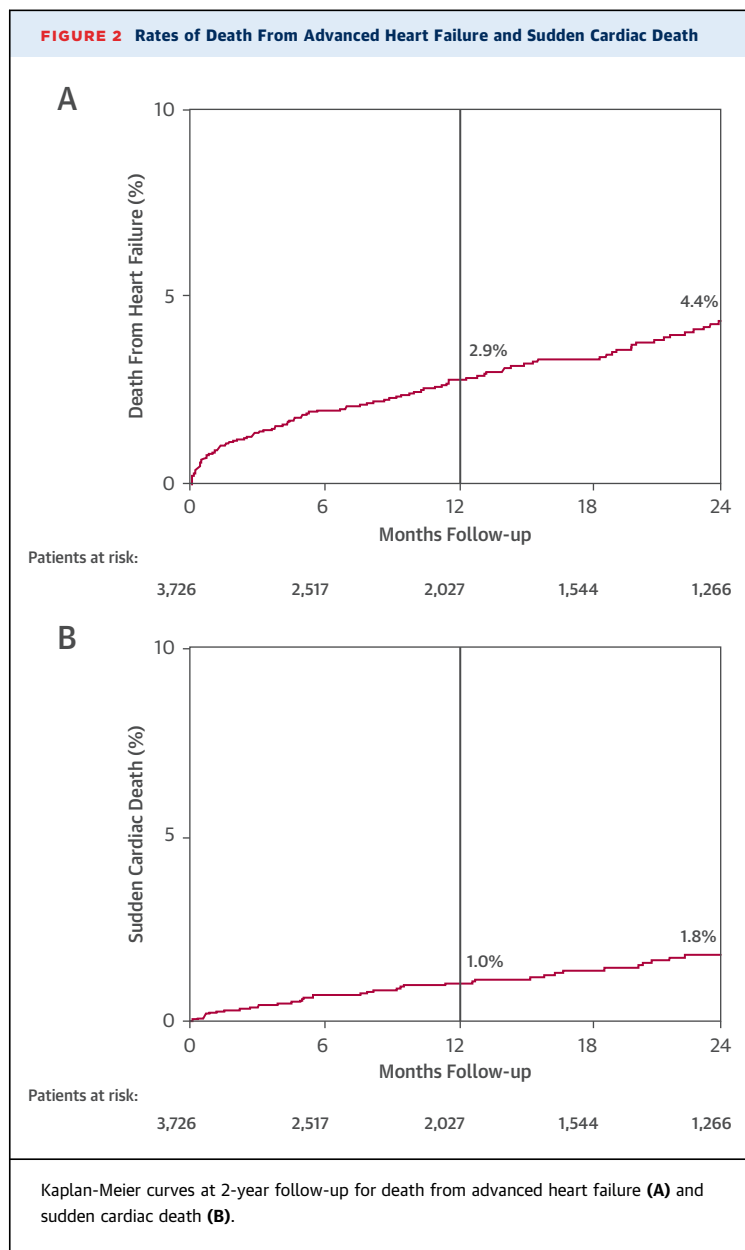 FIGURE 2 Rates of Death From Advanced Heart Failure and Sudden Cardiac Death
A
Death From Heart Failure (%)
10
5
0
2.9%
4.4%
0 6 12 18 24
Months Follow-up
Patients at risk:
3,726 2,517 2,027 1,544 1,266
B
Sudden Cardiac Death (%)
10
5
0
1.0%
1.8%
0 6 12 18 24
Months Follow-up
Patients at risk:
3,726 2,517 2,027 1,544 1,266
Kaplan-Meier curves at 2-year follow-up for death from advanced heart failure (A) and
sudden cardiac death (B).